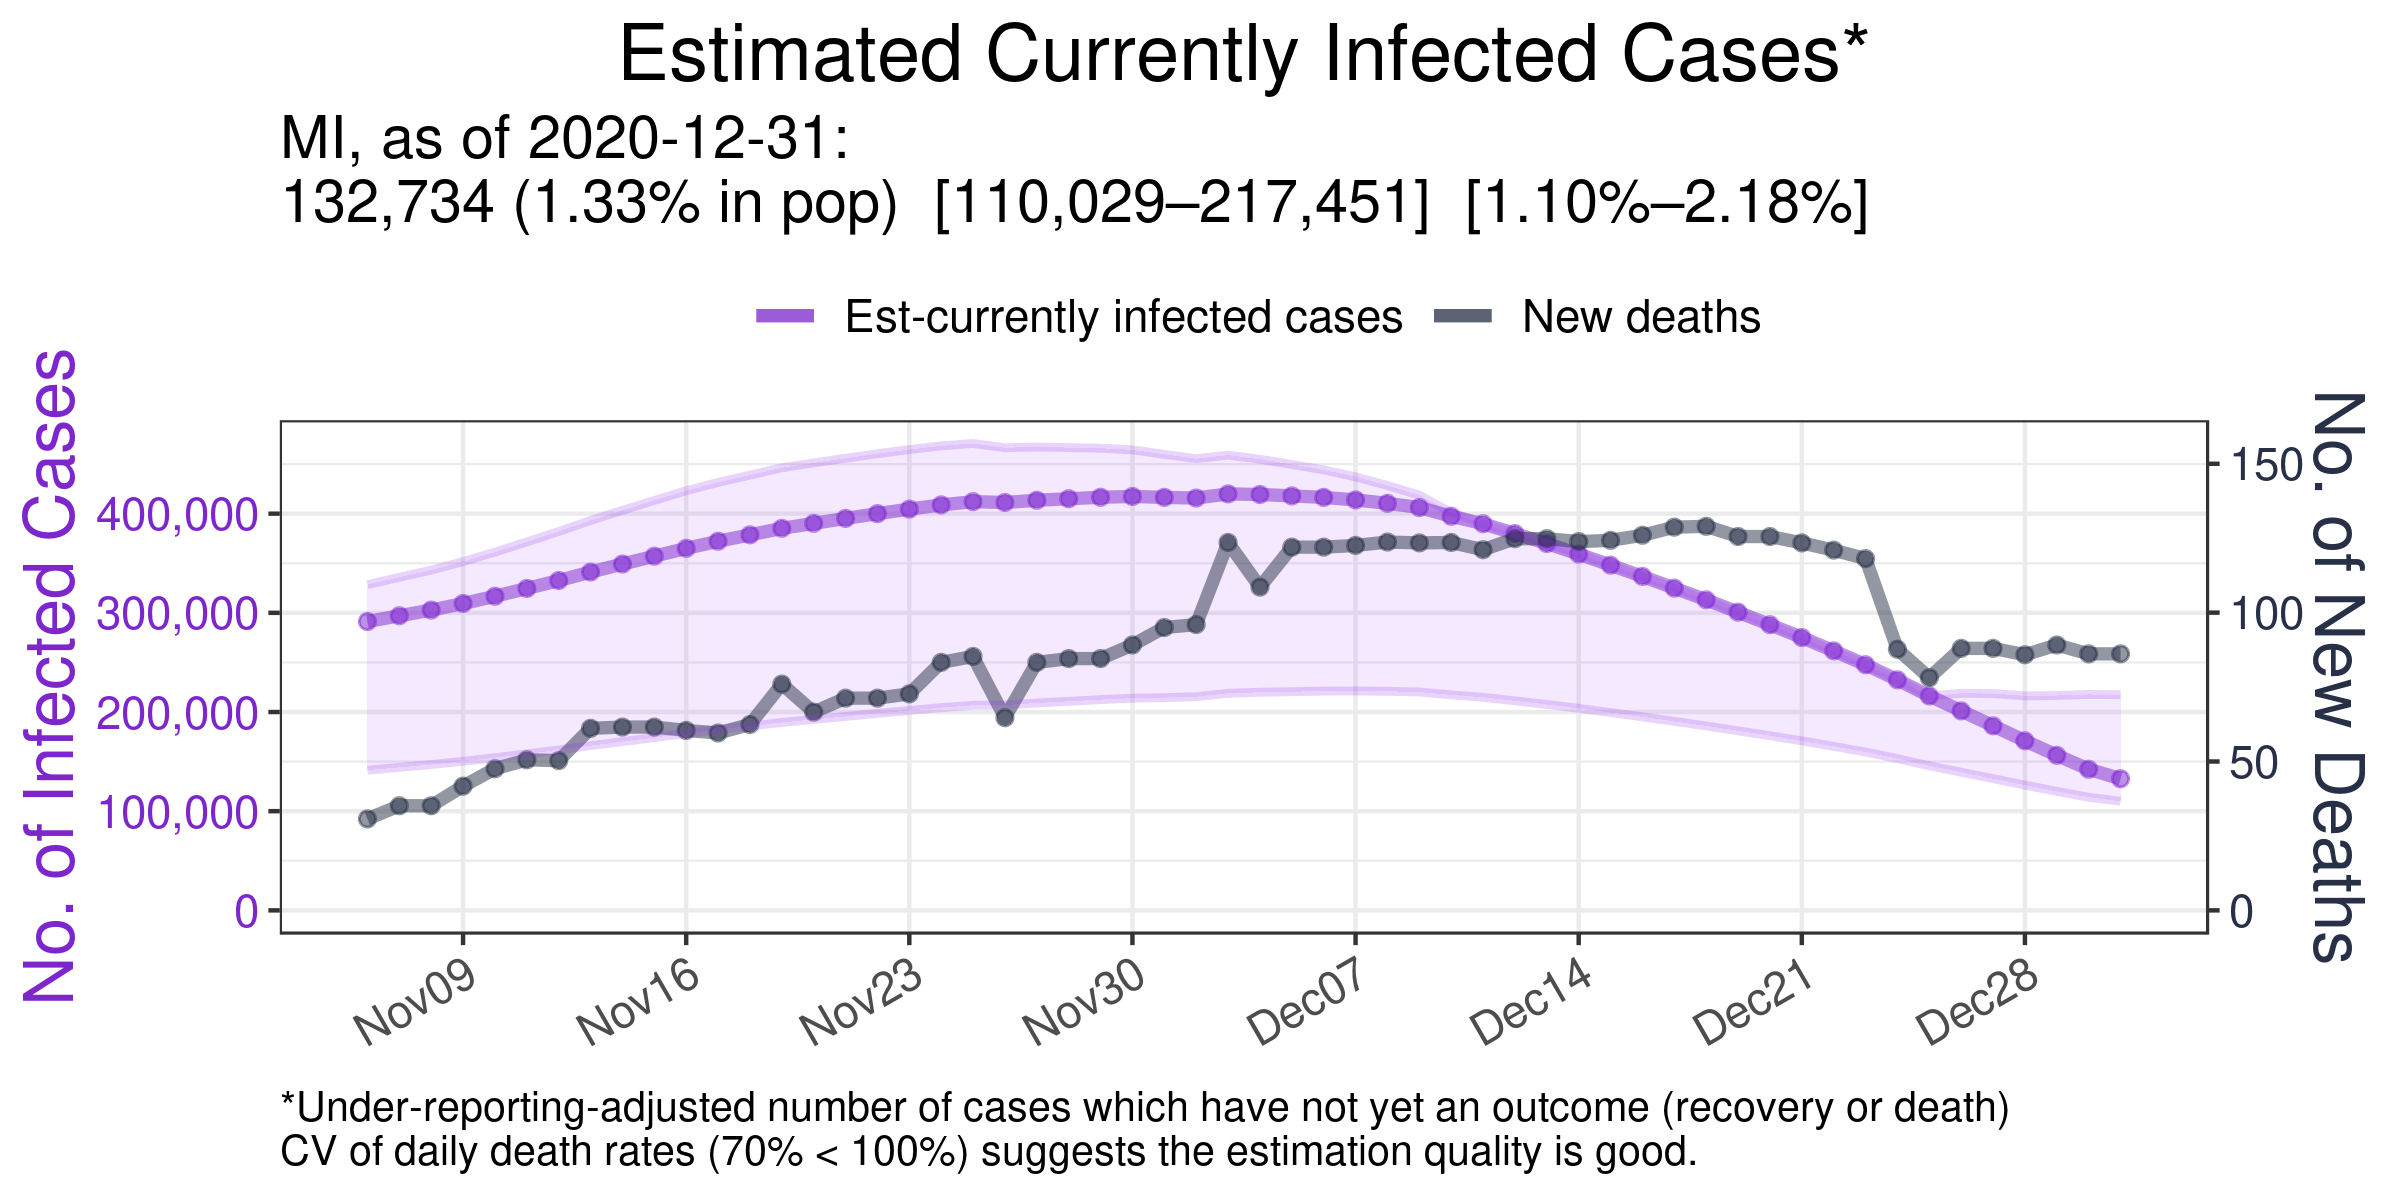 Estimated Currently Infected Cases*
MI, as of 2020-12-31:
132,734 (1.33% in pop)  [110,029–217,451]  [1.10%–2.18%]
Est-currently infected cases
New deaths
No. of Infected Cases
400,000
300,000
200,000
100,000
0
No. of New Deaths
150
100
50
0
Nov09
Nov16
Nov23
Nov30
Dec07
Dec14
Dec21
Dec28
*Under-reporting-adjusted number of cases which have not yet an outcome (recovery or death)
CV of daily death rates (70% < 100%) suggests the estimation quality is good.